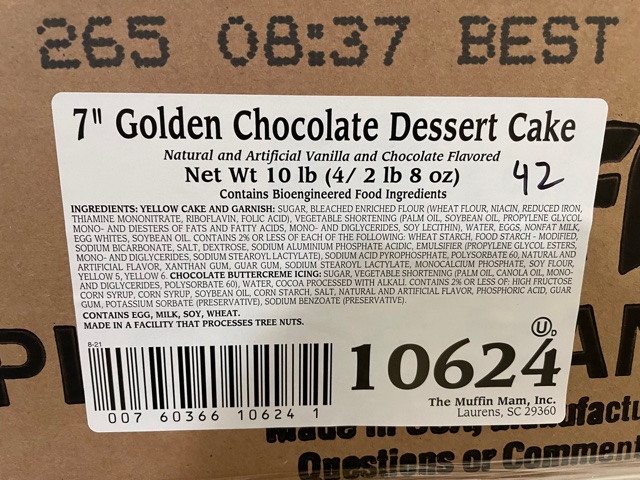 265 08:37 BEST
7" Golden Chocolate Dessert Cake
Natural and Artificial Vanilla and Chocolate Flavored
Net Wt 10 lb (4/ 2 lb 8 oz)
42
Contains Bioengineered Food Ingredients
INGREDIENTS: YELLOW CAKE AND GARNISH: SUGAR, BLEACHED ENRICHED FLOUR (WHEAT FLOUR, NIACIN, REDUCED IRON,
THIAMINE MONONITRATE, RIBOFLAVIN, FOLIC ACID), VEGETABLE SHORTENING (PALM OIL, SOYBEAN OIL, PROPYLENE GLYCOL
MONO- AND DIESTERS OF FATS AND FATTY ACIDS, MONO- AND DIGLYCERIDES, SOY LECITHIN), WATER, EGGS, NONFAT MILK,
EGG WHITES, SOYBEAN OIL. CONTAINS 2% OR LESS OF EACH OF THE FOLLOWING: WHEAT STARCH, FOOD STARCH - MODIFIED,
SODIUM BICARBONATE, SALT, DEXTROSE, SODIUM ALUMINIUM PHOSPHATE ACIDIC, EMULSIFIER (PROPYLENE GLYCOL ESTERS,
MONO- AND DIGLYCERIDES, SODIUM STEAROYL LACTYLATE), SODIUM ACID PYROPHOSPHATE, POLYSORBATE 60, NATURAL AND
ARTIFICIAL FLAVOR, XANTHAN GUM, GUAR GUM, SODIUM STEAROYL LACTYLATE, MONOCALCIUM PHOSPHATE, SOY FLOUR,
YELLOW 5, YELLOW 6. CHOCOLATE BUTTERCREME ICING: SUGAR, VEGETABLE SHORTENING (PALM OIL, CANOLA OIL, MONO-
AND DIGLYCERIDES, POLYSORBATE 60), WATER, COCOA PROCESSED WITH ALKALI. CONTAINS 2% OR LESS OF: HIGH FRUCTOSE
CORN SYRUP, CORN SYRUP, SOYBEAN OIL, CORN STARCH, SALT, NATURAL AND ARTIFICIAL FLAVOR, PHOSPHORIC ACID, GUAR
GUM, POTASSIUM SORBATE (PRESERVATIVE), SODIUM BENZOATE (PRESERVATIVE).
CONTAINS EGG, MILK, SOY, WHEAT.
MADE IN A FACILITY THAT PROCESSES TREE NUTS.
8-21
U D
10624
007 60366 10624 1
The Muffin Mam, Inc.
Laurens, SC 29360
Made in USA,
Questions or Comment